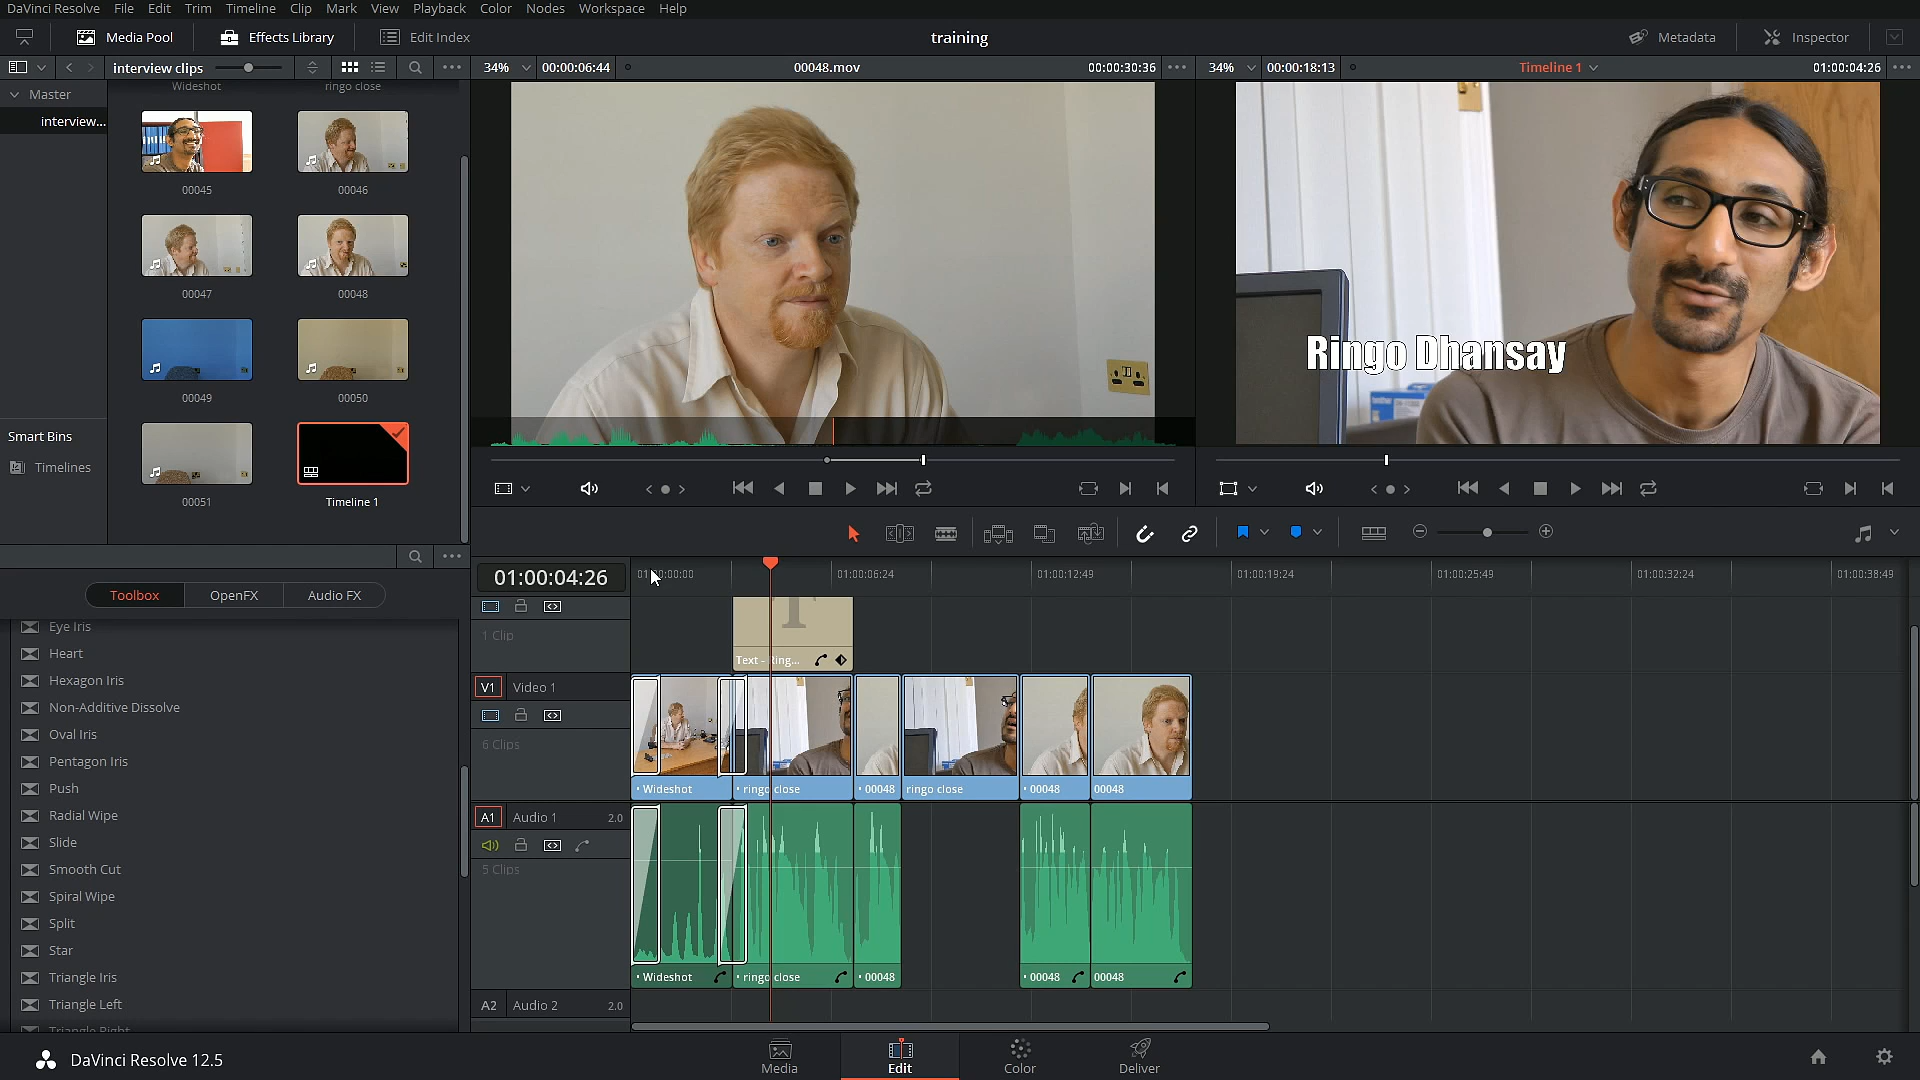 DaVinci Resolve File Edit Trim Timeline Clip Mark View Playback Color Nodes Workspace Help
Media Pool Effects Library Edit Index training Metadata Inspector
interview clips 34% 00:00:06:44 00048.mov 00:00:30:36 34% 00:00:18:13 Timeline 1 01:00:04:26
Master
interview...
Wideshot ringo close
00045 00046
00047 00048
00049 00050
Smart Bins
Timelines
00051 Timeline 1
Ringo Dhansay
Toolbox OpenFX Audio FX
Eye Iris
Heart
Hexagon Iris
Non-Additive Dissolve
Oval Iris
Pentagon Iris
Push
Radial Wipe
Slide
Smooth Cut
Spiral Wipe
Split
Star
Triangle Iris
Triangle Left
Triangle Right
01:00:04:26 01:00:06:24 01:00:12:49 01:00:19:24 01:00:25:49 01:00:32:24 01:00:38:49
1 Clip
T
Text - Ring...
V1 Video 1
6 Clips
• Wideshot • ringo close • 00048 ringo close • 00048 00048
A1 Audio 1 2.0
5 Clips
• Wideshot • ringo close • 00048 • 00048 00048
A2 Audio 2 2.0
DaVinci Resolve 12.5
Media Edit Color Deliver